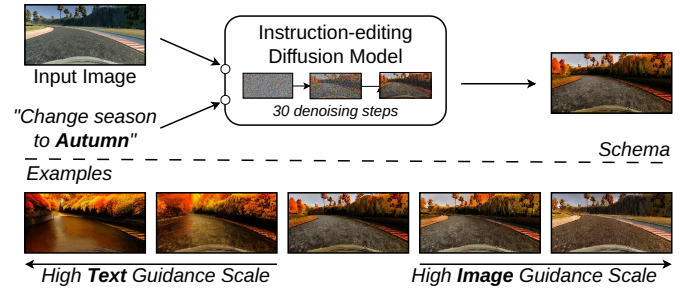 Input Image
Instruction-editing
Diffusion Model
30 denoising steps
"Change season
to Autumn"
Schema
Examples
High Text Guidance Scale
High Image Guidance Scale